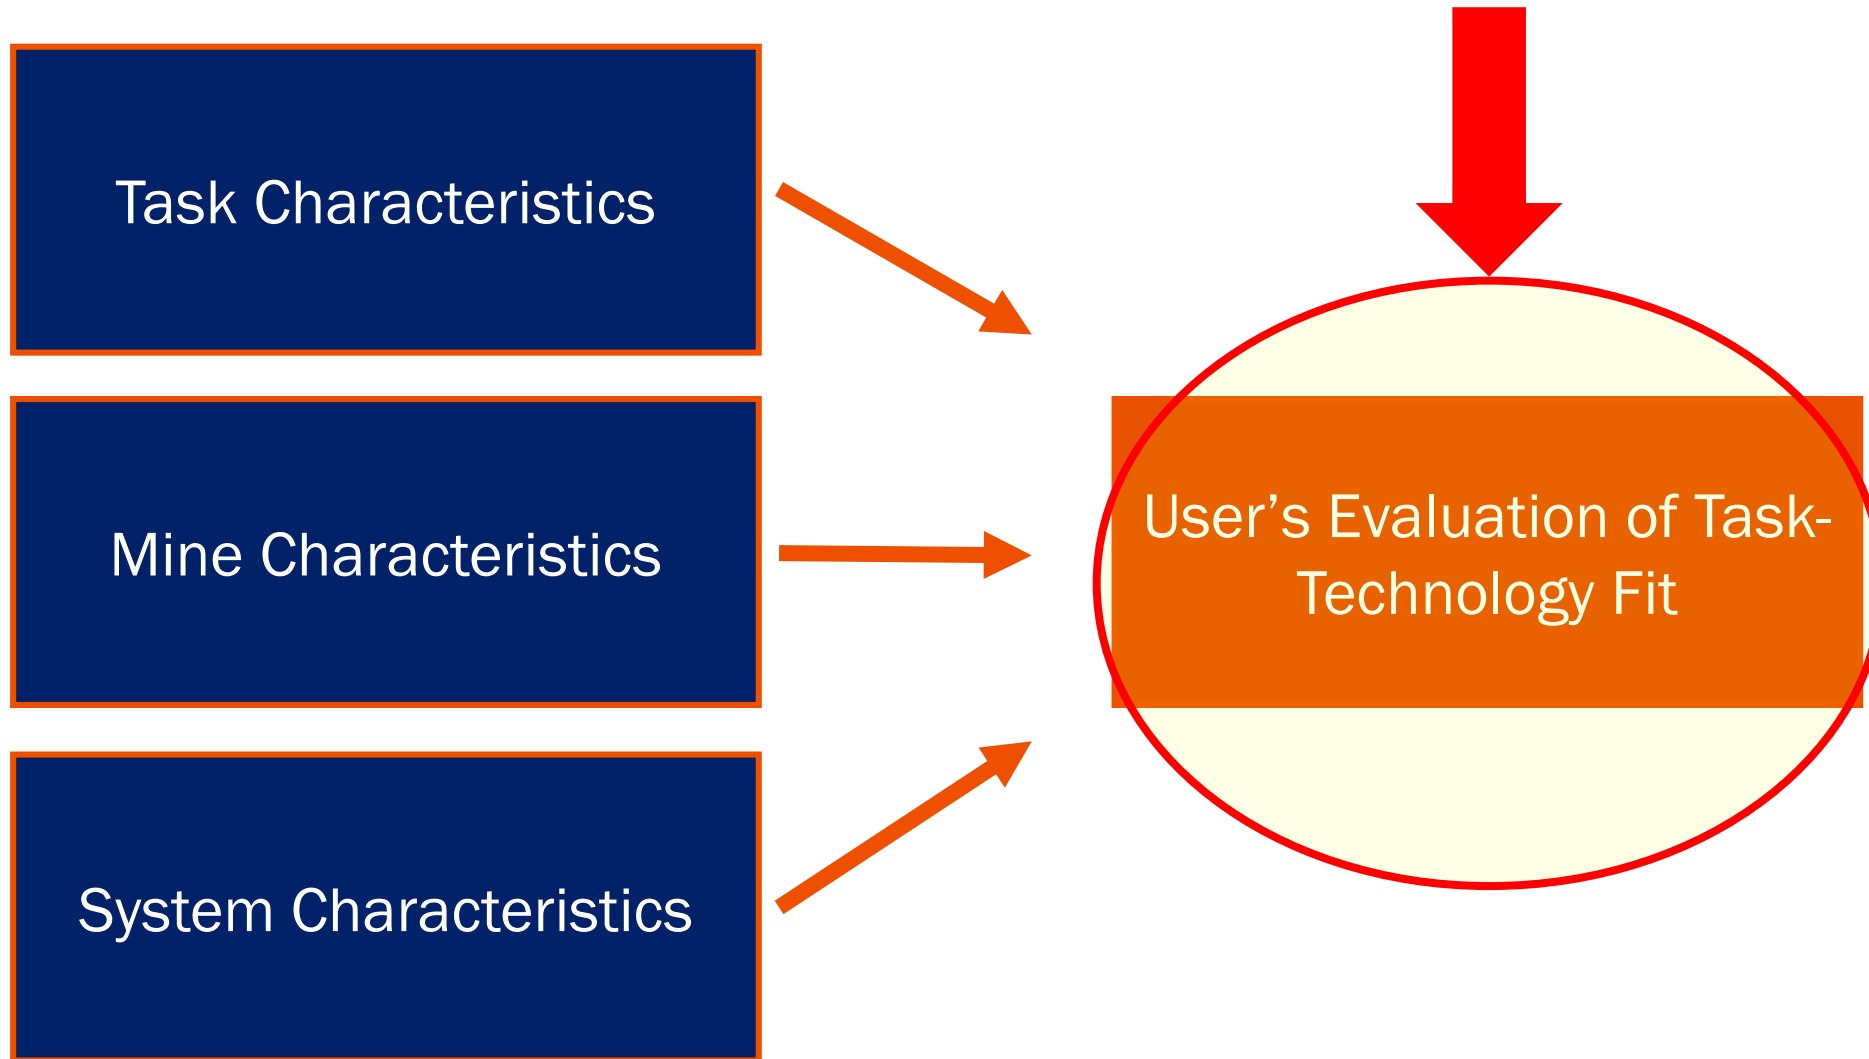 Task Characteristics
Mine Characteristics
System Characteristics
User’s Evaluation of Task-
Technology Fit